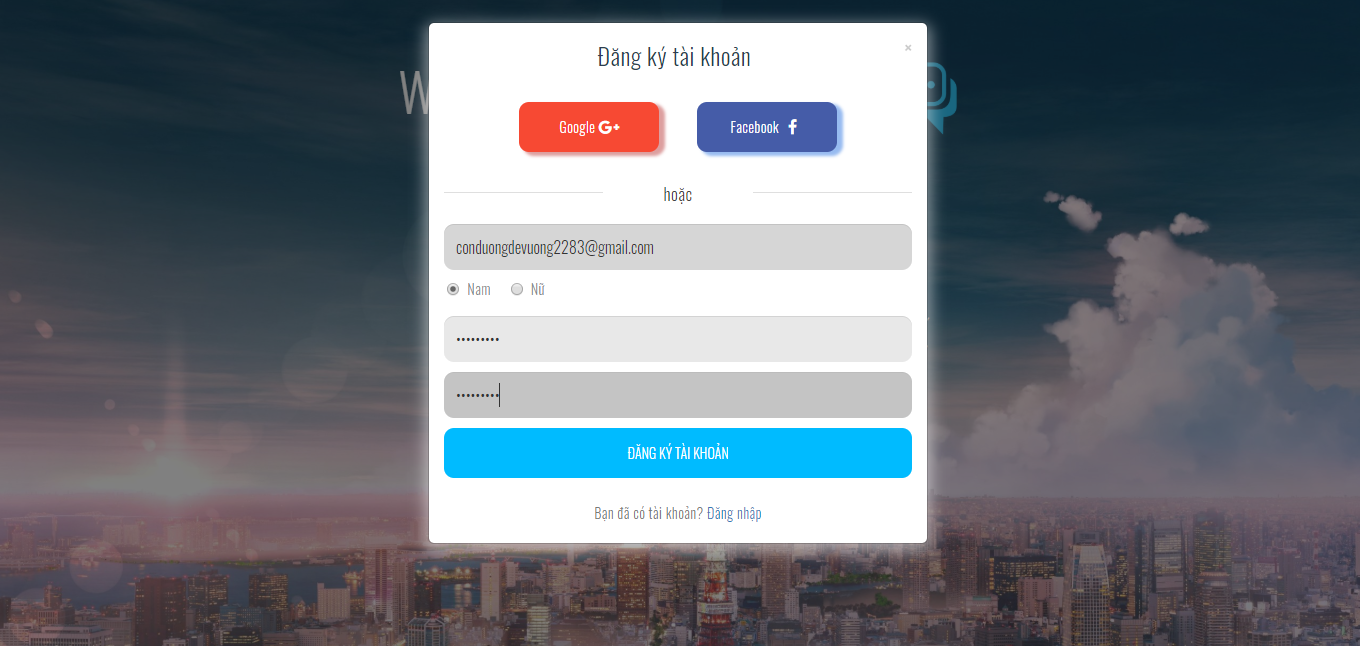 Đăng ký tài khoản
×
W
Google G+
Facebook f
hoặc
conduongdevuong2283@gmail.com
Nam Nữ
•••••••••
•••••••••
ĐĂNG KÝ TÀI KHOẢN
Bạn đã có tài khoản? Đăng nhập